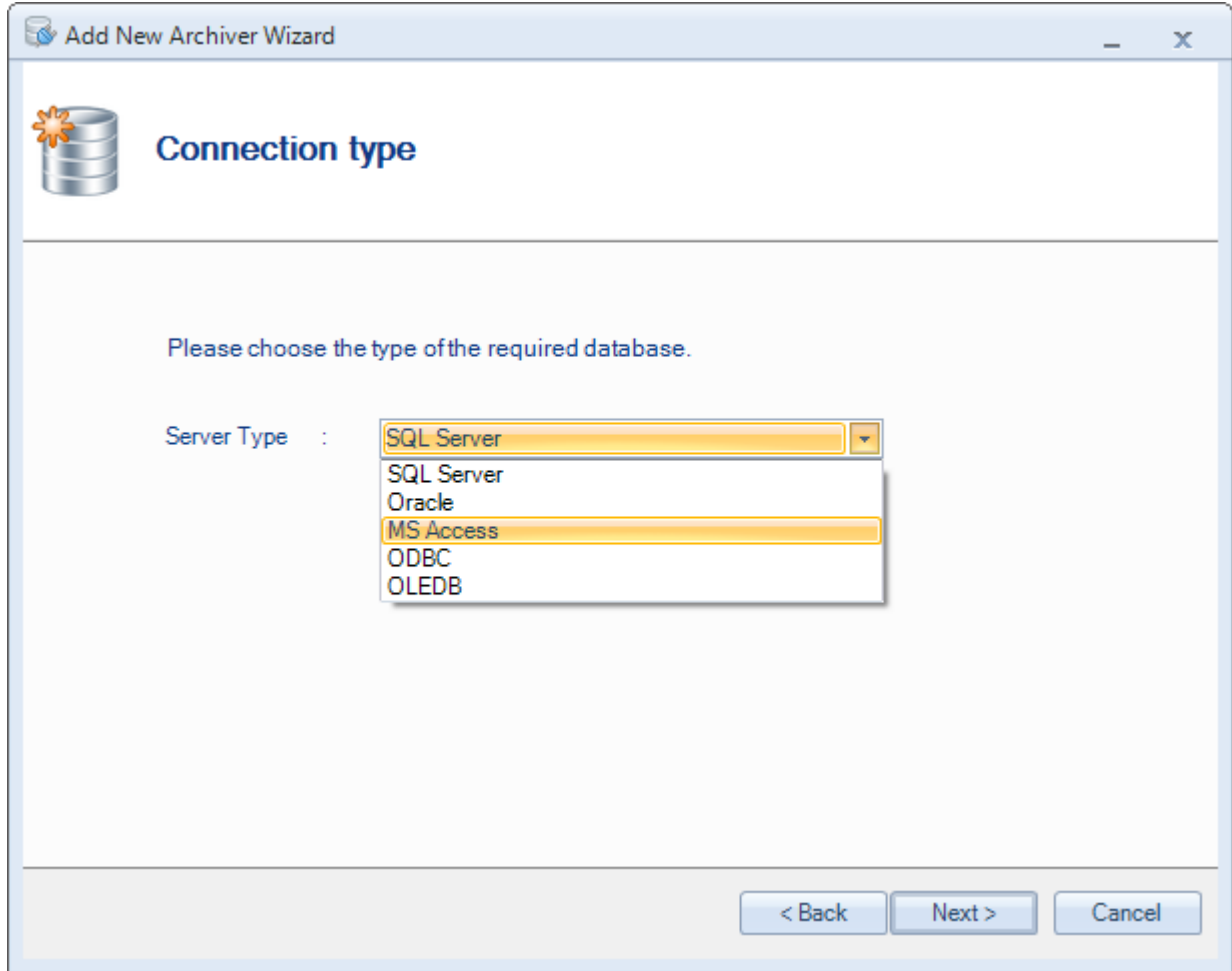 Add New Archiver Wizard
Connection type
Please choose the type of the required database.
Server Type : SQL Server
SQL Server
Oracle
MS Access
ODBC
OLEDB
< Back Next > Cancel